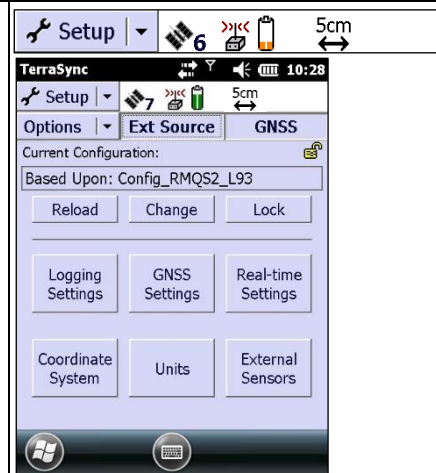 Setup 6 5cm
TerraSync 10:28
Setup 7 5cm
Options Ext Source GNSS
Current Configuration:
Based Upon: Config_RMQS2_L93
Reload Change Lock
Logging Settings
GNSS Settings
Real-time Settings
Coordinate System
Units
External Sensors